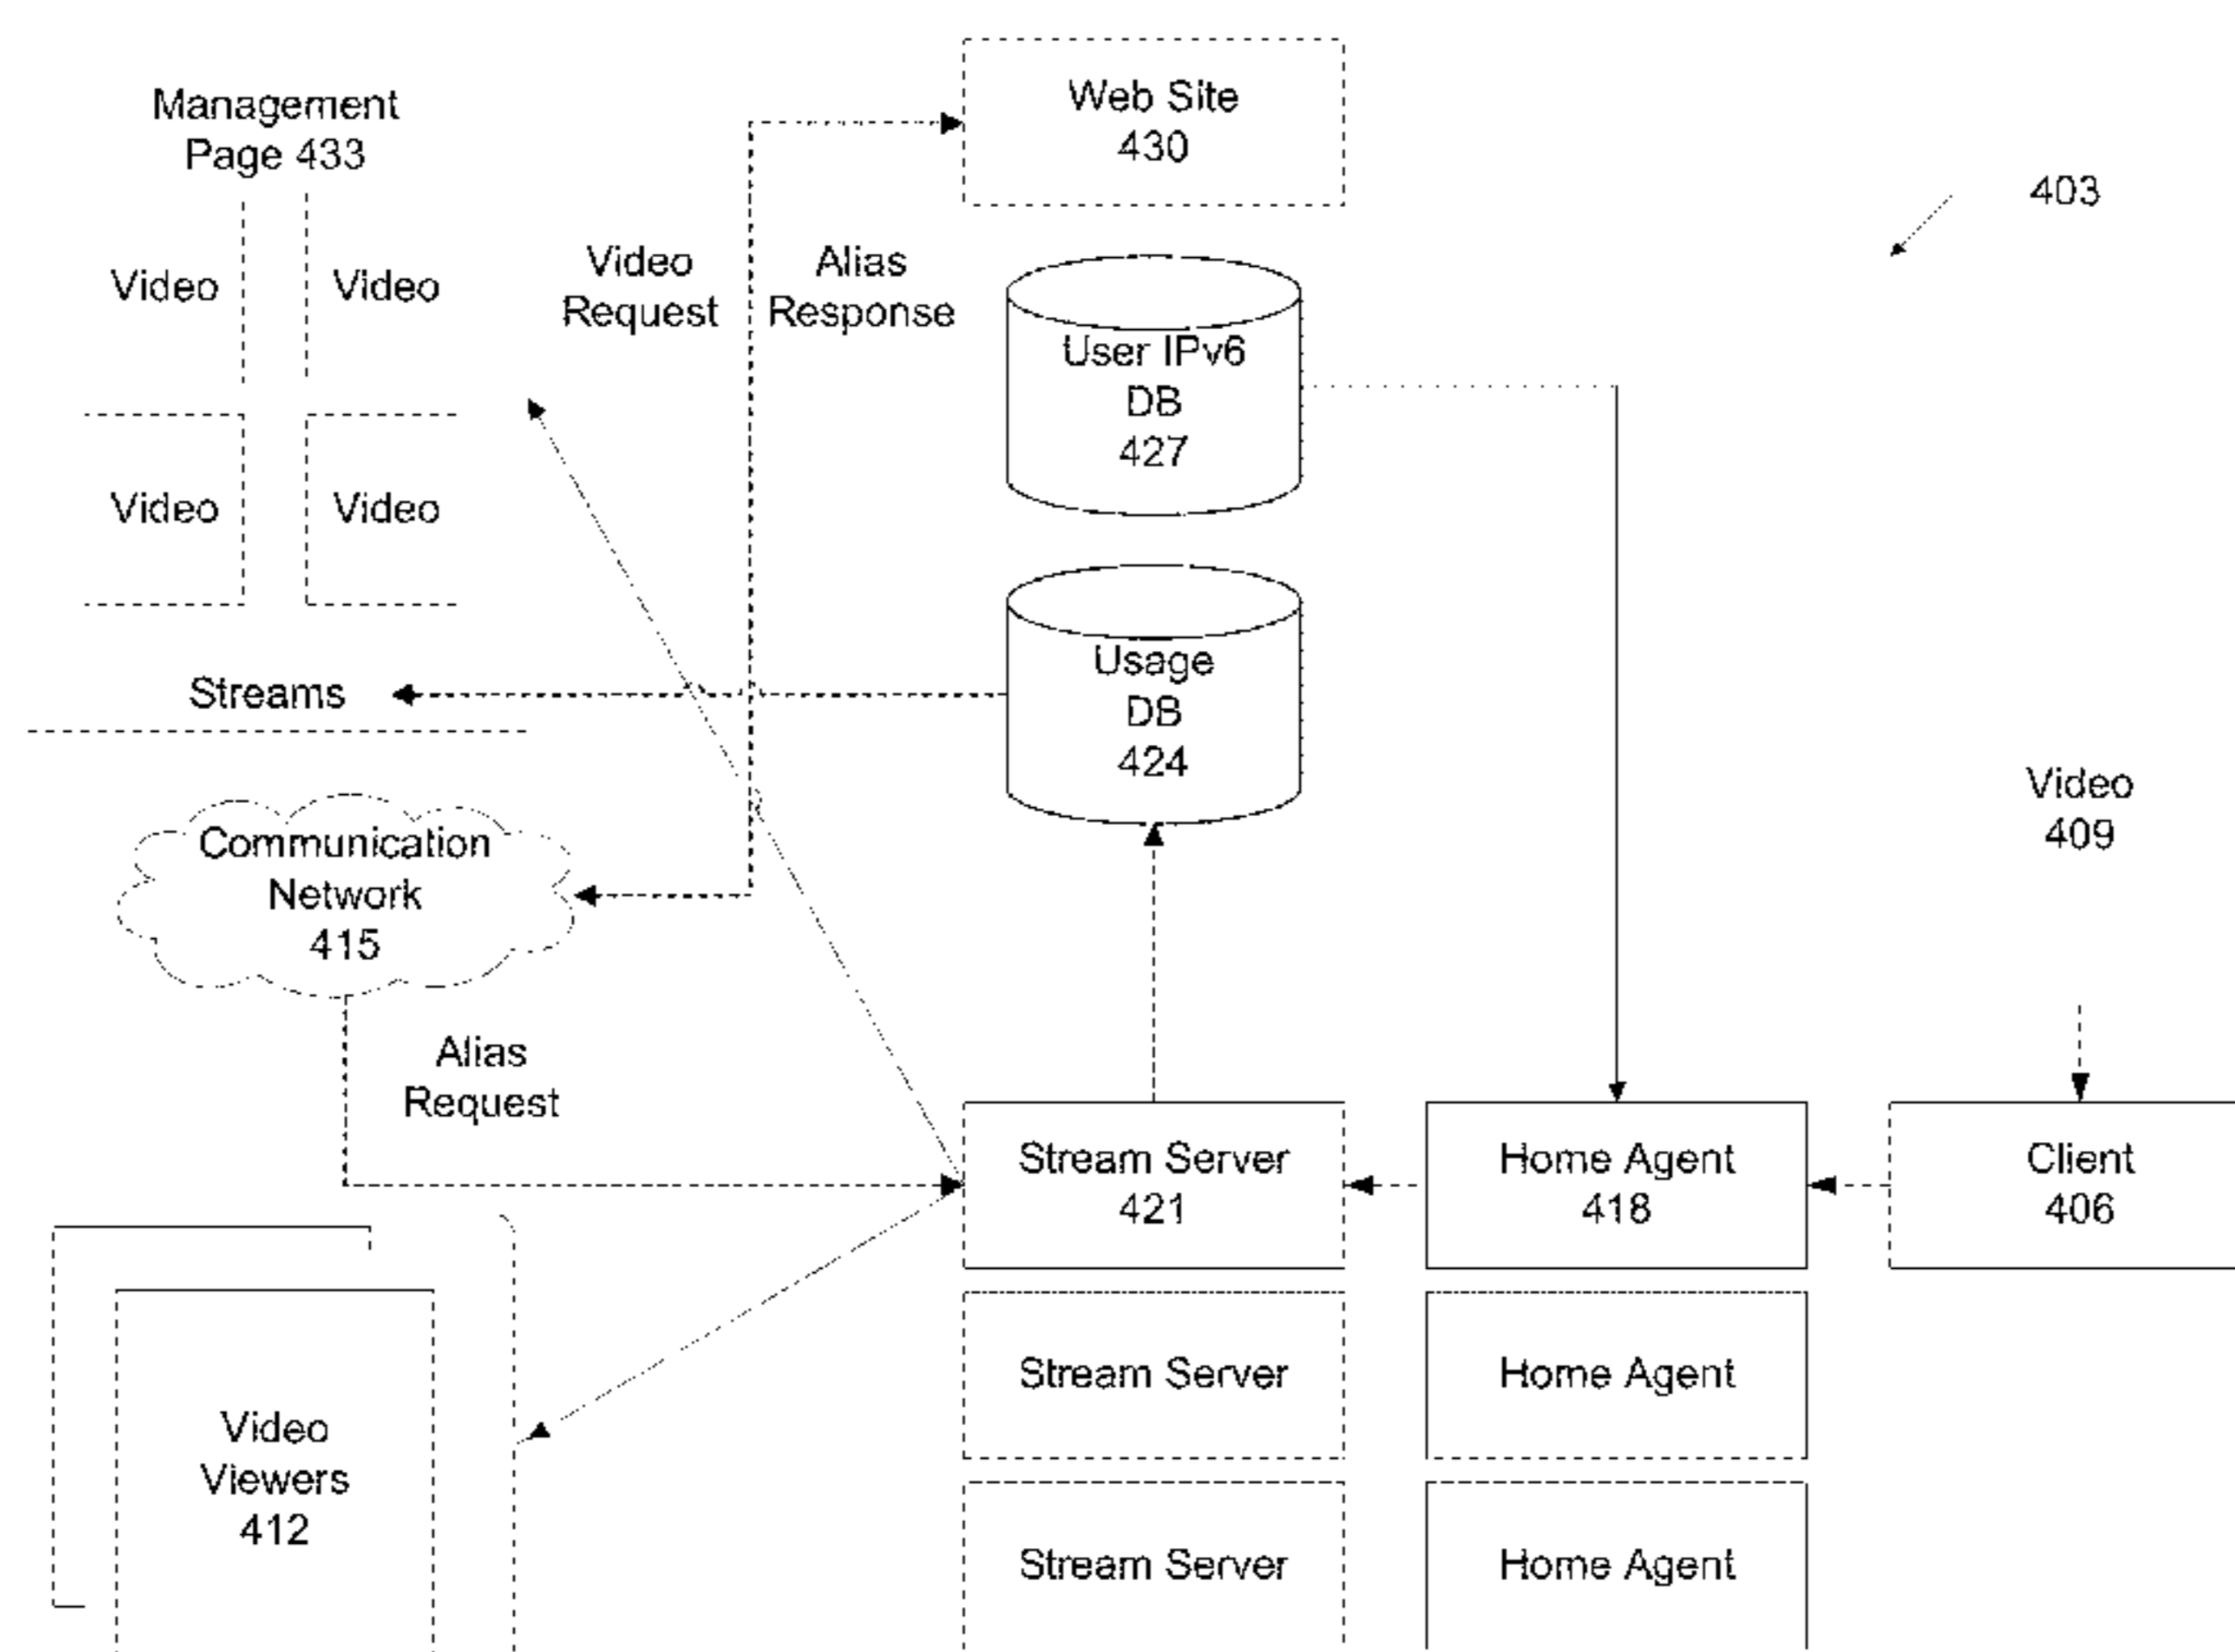 Management
Page 433
Video
Video
Video
Video
Streams
Video
Request
Alias
Response
Web Site
430
User IPv6
DB
427
Usage
DB
424
403
Video
409
Communication
Network
415
Alias
Request
Stream Server
421
Home Agent
418
Client
406
Stream Server
Home Agent
Stream Server
Home Agent
Video
Viewers
412